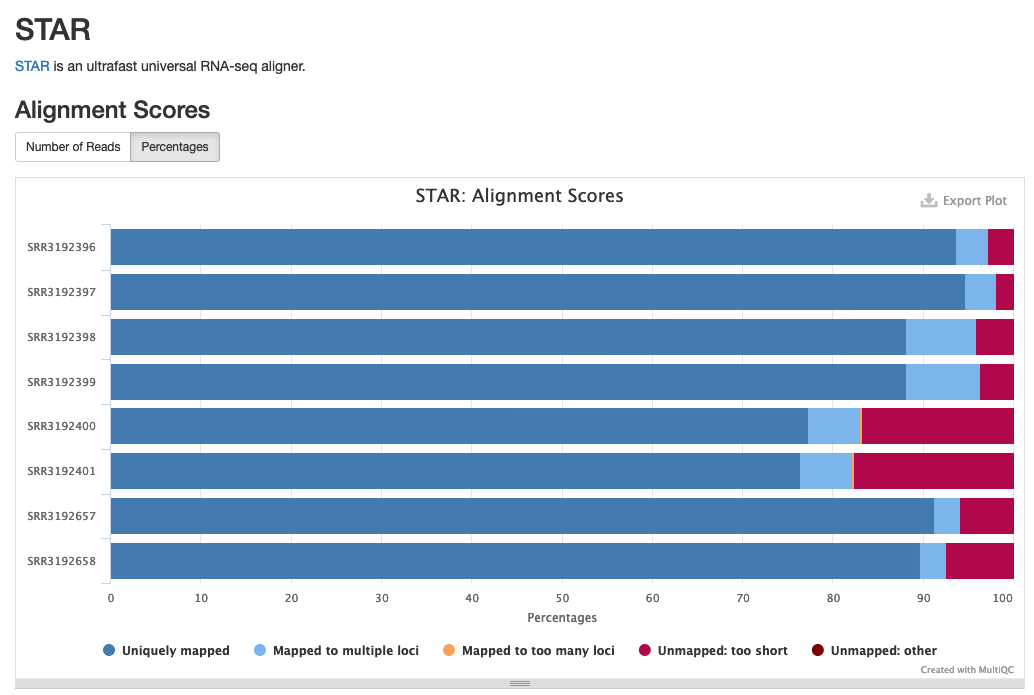 STAR
STAR is an ultrafast universal RNA-seq aligner.
Alignment Scores
Number of Reads Percentages
STAR: Alignment Scores
Export Plot
SRR3192396
SRR3192397
SRR3192398
SRR3192399
SRR3192400
SRR3192401
SRR3192657
SRR3192658
0 10 20 30 40 50 60 70 80 90 100
Percentages
Uniquely mapped Mapped to multiple loci Mapped to too many loci Unmapped: too short Unmapped: other
Created with MultiQC